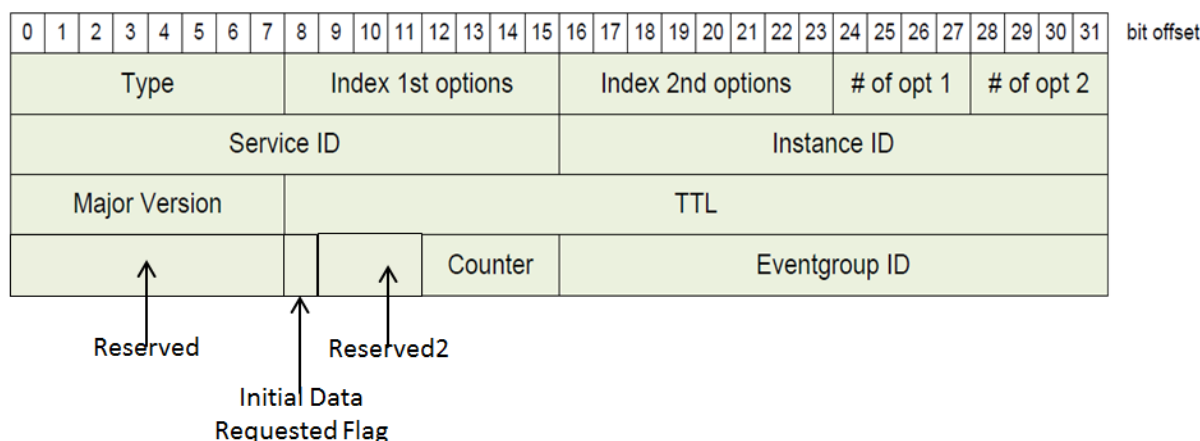 0 1 2 3 4 5 6 7 8 9 10 11 12 13 14 15 16 17 18 19 20 21 22 23 24 25 26 27 28 29 30 31 bit offset
Type Index 1st options Index 2nd options # of opt 1 # of opt 2
Service ID Instance ID
Major Version TTL
Counter Eventgroup ID
Reserved Reserved2
Initial Data
Requested Flag